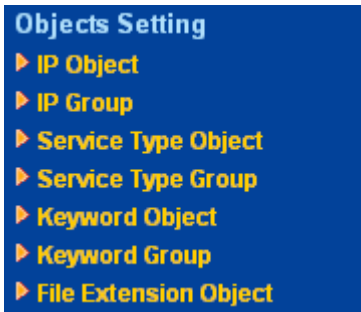 Objects Setting
IP Object
IP Group
Service Type Object
Service Type Group
Keyword Object
Keyword Group
File Extension Object